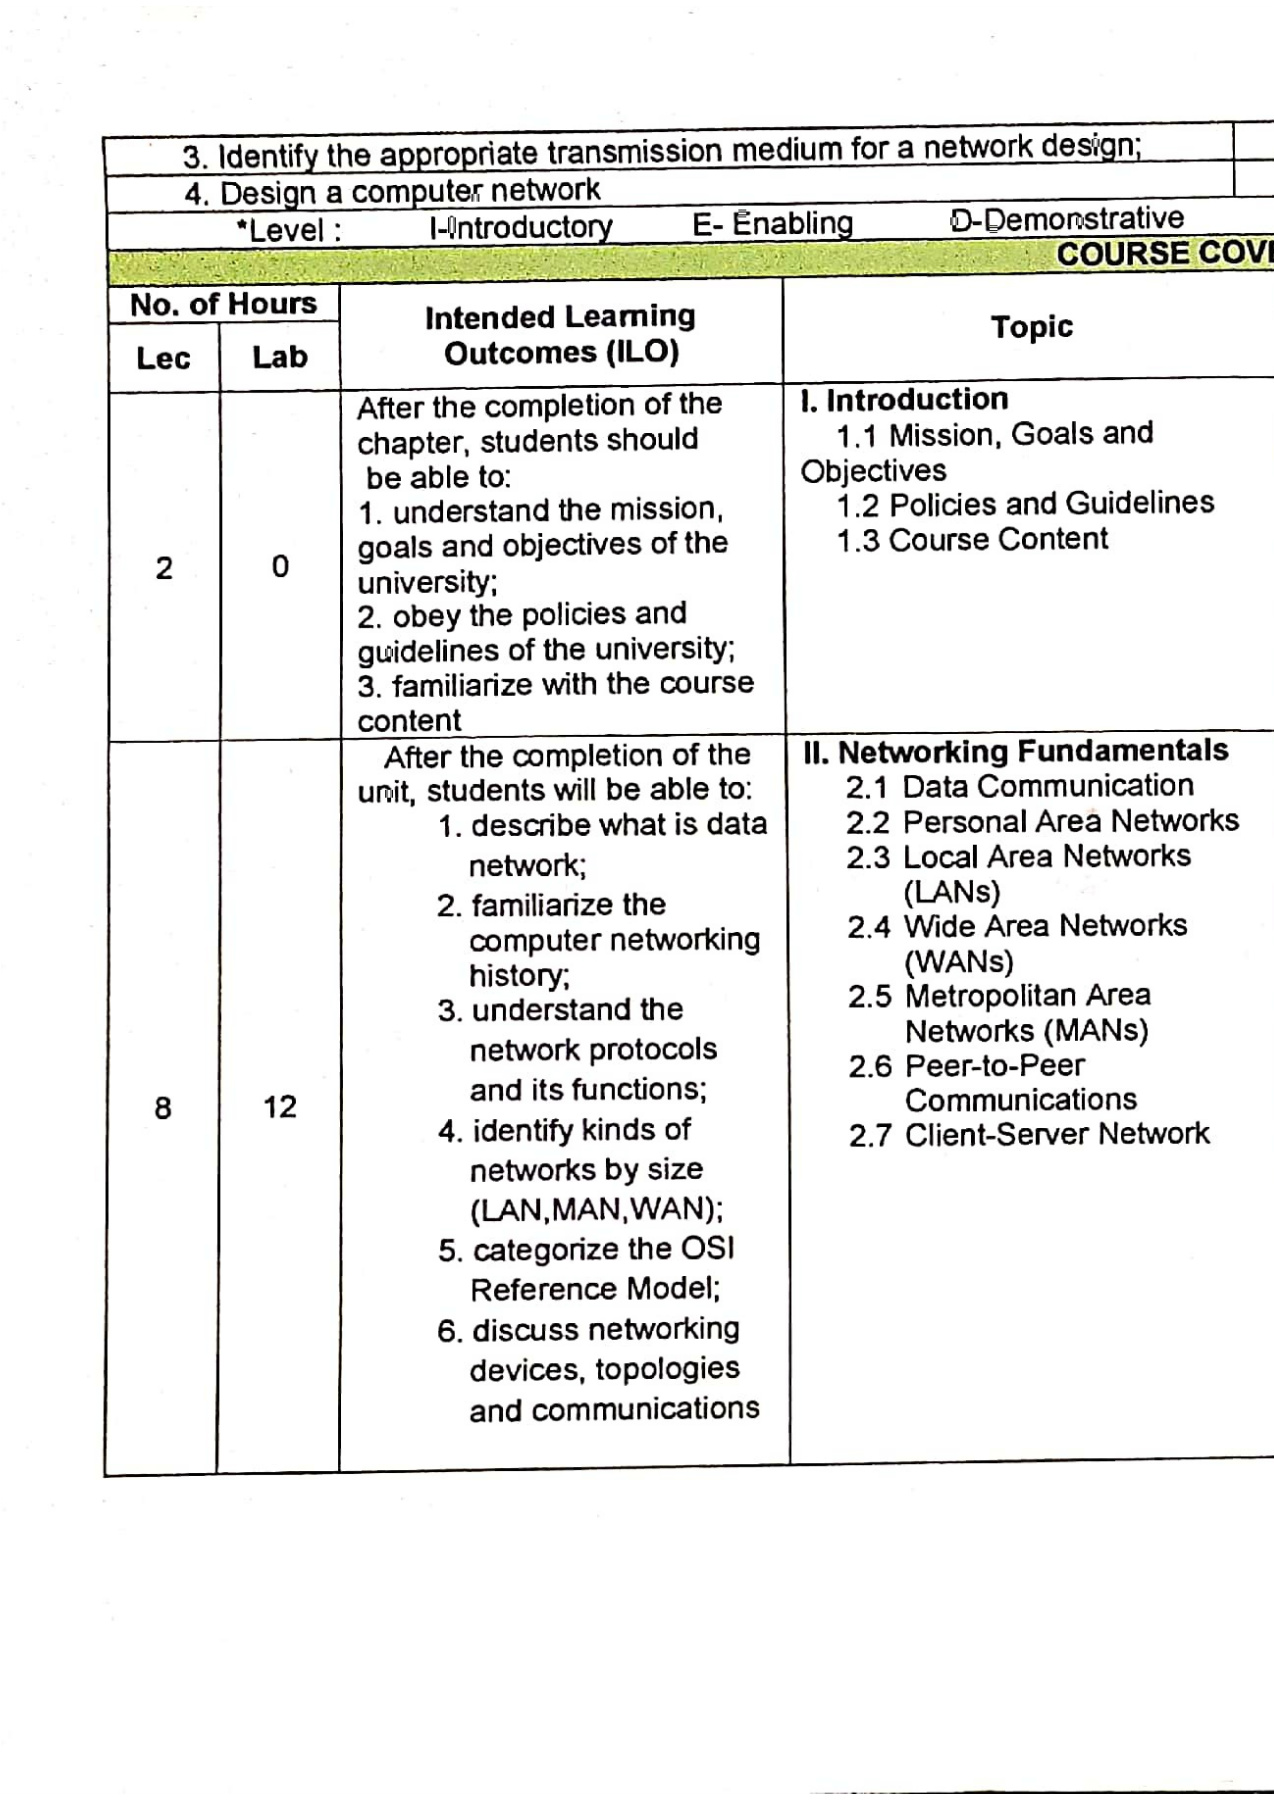 3. Identify the appropriate transmission medium for a network design;
4. Design a computer network
*Level : I-Introductory E- Enabling D-Demonstrative
COURSE
No. of Hours
Lec Lab
Intended Learning
Outcomes (ILO)
Topic
2
0
After the completion of the
chapter, students should
be able to:
1. understand the mission,
goals and objectives of the
university;
2. obey the policies and
guidelines of the university;
3. familiarize with the course
content
I. Introduction
1.1 Mission, Goals and
Objectives
1.2 Policies and Guidelines
1.3 Course Content
8
12
After the completion of the
unit, students will be able to:
1. describe what is data
network;
2. familiarize the
computer networking
history;
3. understand the
network protocols
and its functions;
4. identify kinds of
networks by size
(LAN,MAN,WAN);
5. categorize the OSI
Reference Model;
6. discuss networking
devices, topologies
and communications
II. Networking Fundamentals
2.1 Data Communication
2.2 Personal Area Networks
2.3 Local Area Networks
(LANs)
2.4 Wide Area Networks
(WANs)
2.5 Metropolitan Area
Networks (MANs)
2.6 Peer-to-Peer
Communications
2.7 Client-Server Network